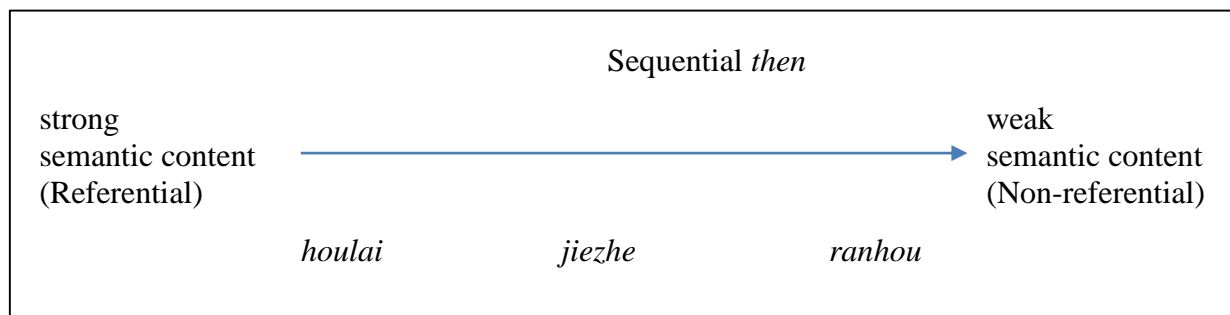 Sequential then
strong
semantic content
(Referential)
weak
semantic content
(Non-referential)
houlai jiezhe ranhou